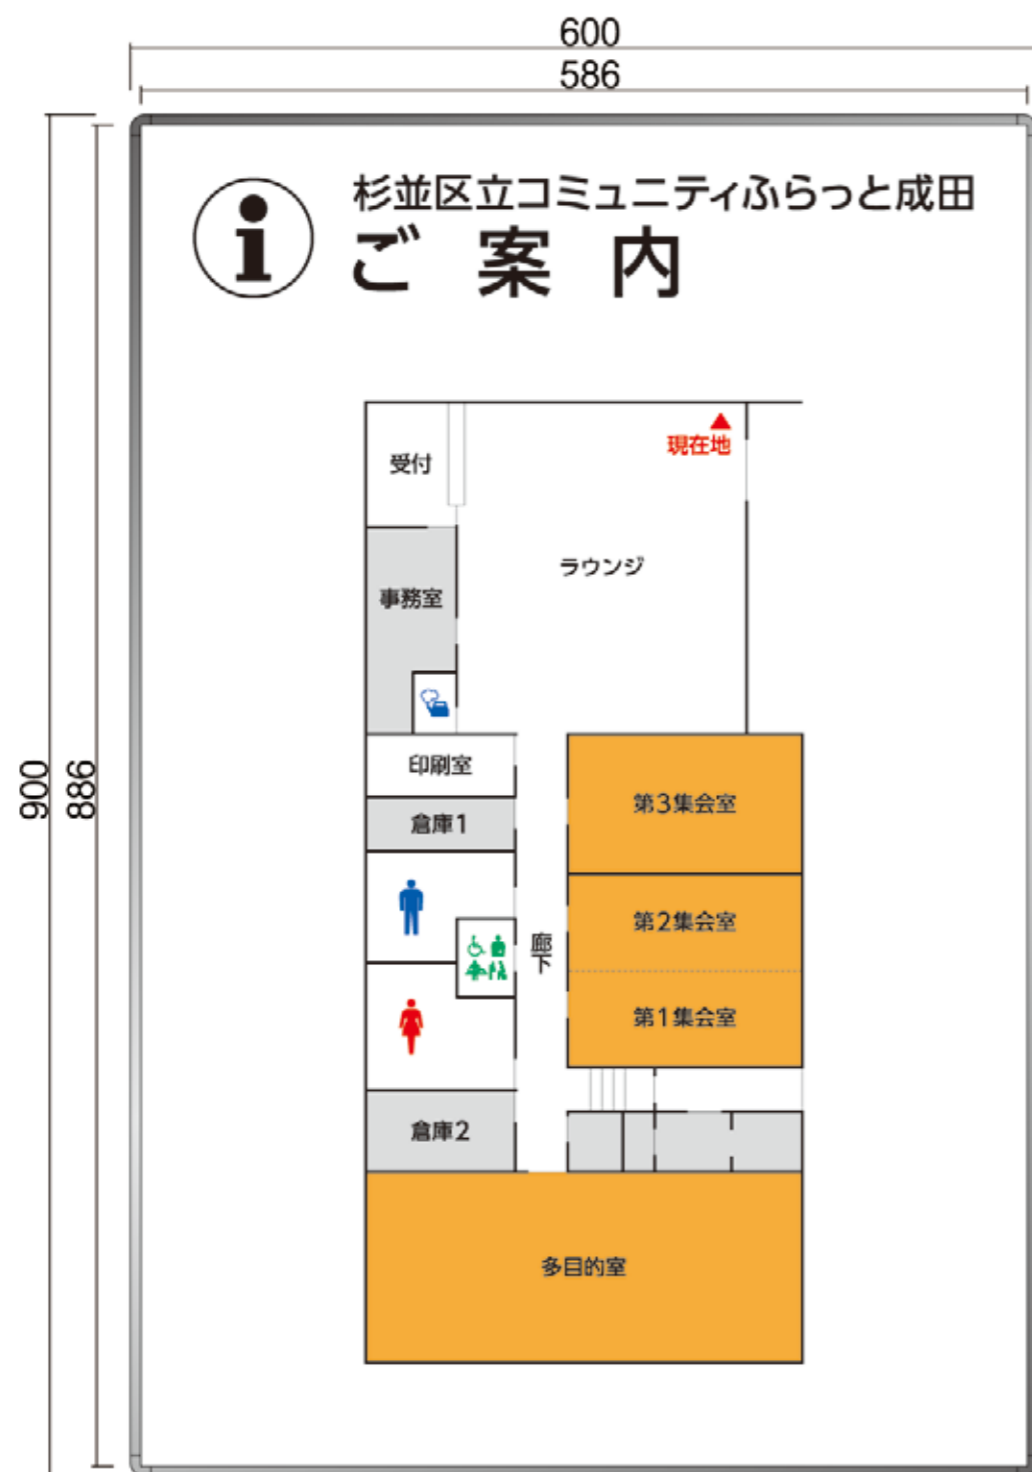 600
586
900
886
i
杉並区立コミュニティふらっと成田
ご案内
現在地
受付
ラウンジ
事務室
印刷室
倉庫1
第3集会室
第2集会室
廊下
第1集会室
倉庫2
多目的室